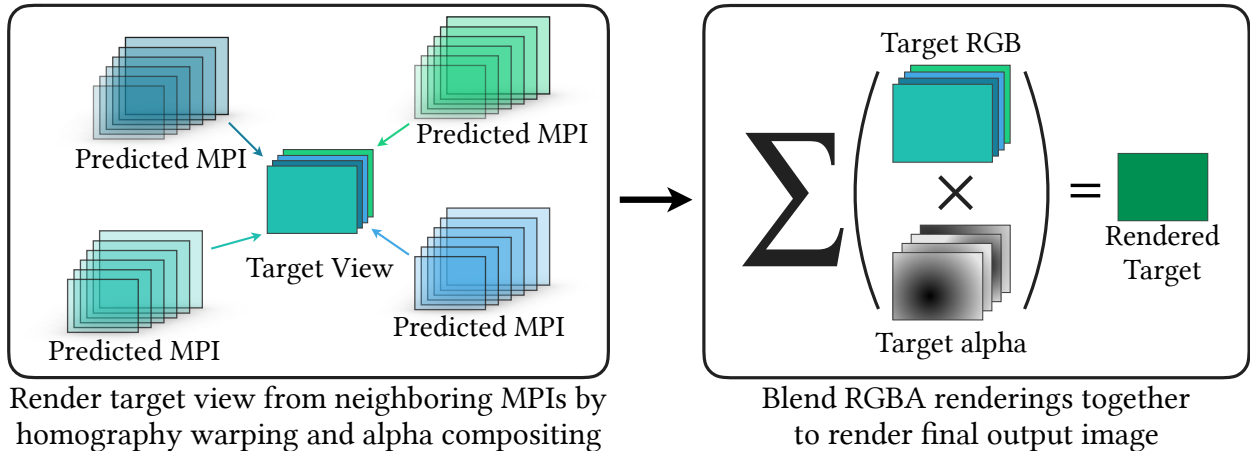 Predicted MPI
Predicted MPI
Target View
Predicted MPI
Predicted MPI
Render target view from neighboring MPIs by
homography warping and alpha compositing
Target RGB
∑
×
=
Rendered
Target
Target alpha
Blend RGBA renderings together
to render final output image